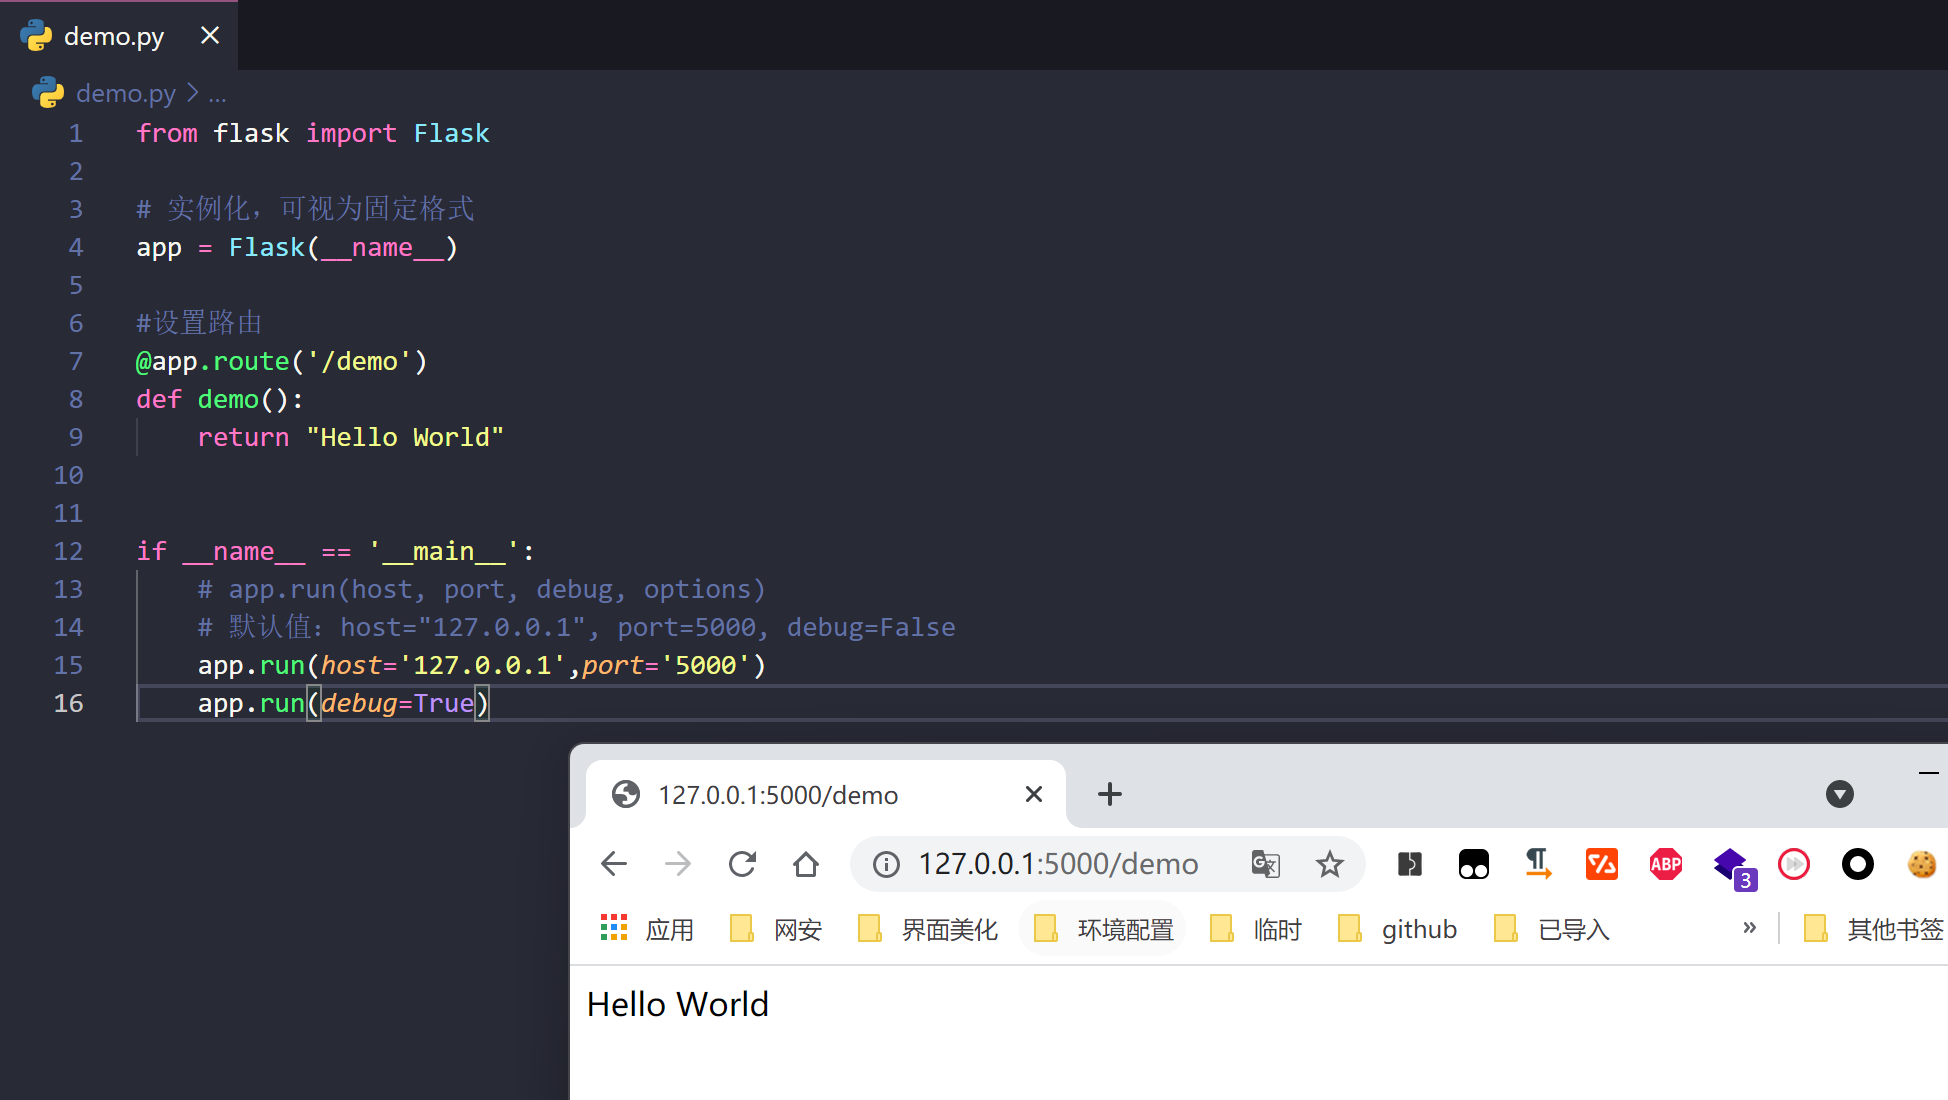 demo.py
demo.py > ...
1 from flask import Flask
2
3 # 实例化，可视为固定格式
4 app = Flask(__name__)
5
6 #设置路由
7 @app.route('/demo')
8 def demo():
9 return "Hello World"
10
11
12 if __name__ == '__main__':
13 # app.run(host, port, debug, options)
14 # 默认值：host="127.0.0.1", port=5000, debug=False
15 app.run(host='127.0.0.1',port='5000')
16 app.run(debug=True)
127.0.0.1:5000/demo
127.0.0.1:5000/demo ABP 3
应用 网安 界面美化 环境配置 临时 github 已导入 » 其他书签
Hello World